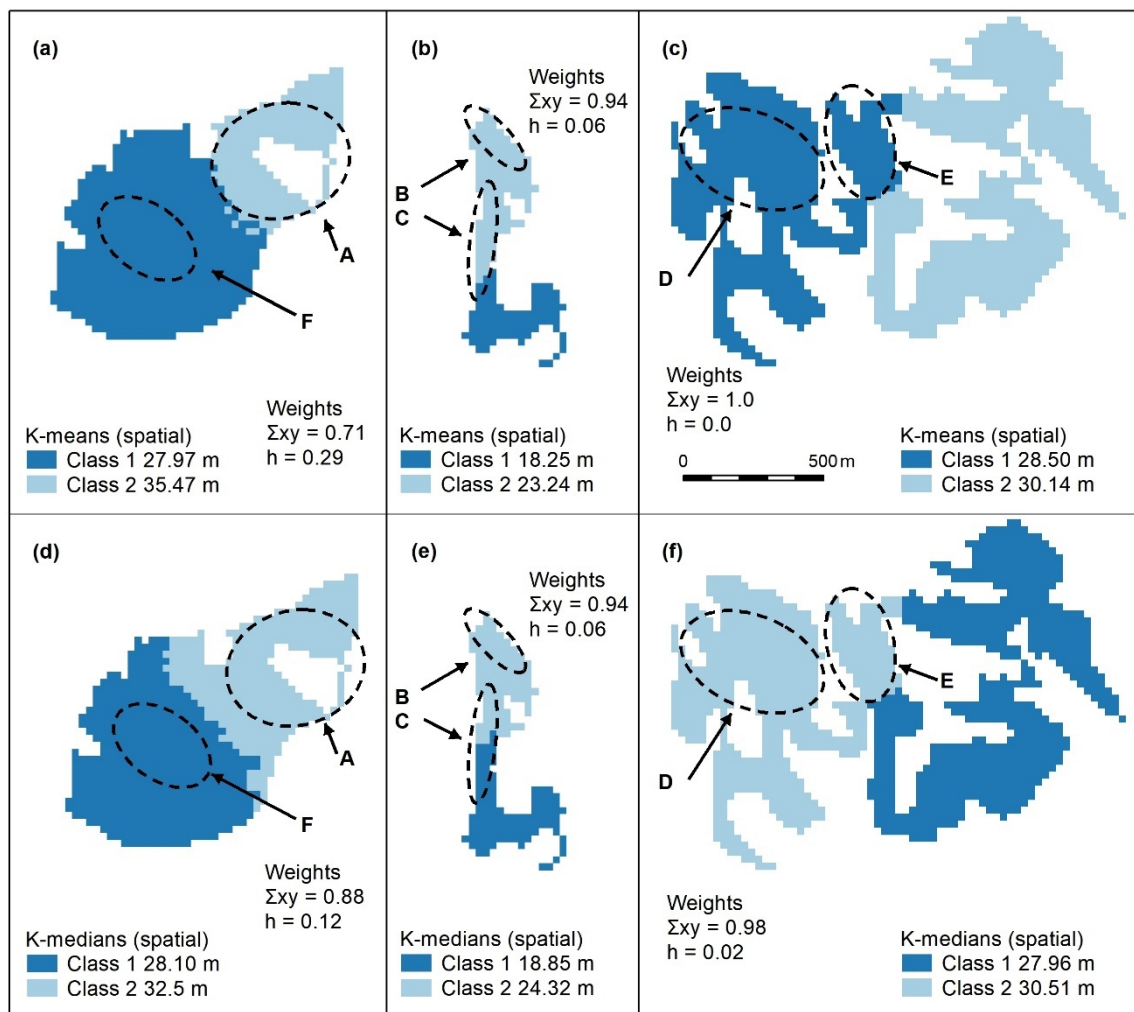 (a)
A
F
Weights
Σxy = 0.71
h = 0.29
K-means (spatial)
Class 1 27.97 m
Class 2 35.47 m
(b)
Weights
Σxy = 0.94
h = 0.06
B
C
K-means (spatial)
Class 1 18.25 m
Class 2 23.24 m
(c)
E
D
Weights
Σxy = 1.0
h = 0.0
0 500 m
K-means (spatial)
Class 1 28.50 m
Class 2 30.14 m
(d)
A
F
Weights
Σxy = 0.88
h = 0.12
K-medians (spatial)
Class 1 28.10 m
Class 2 32.5 m
(e)
Weights
Σxy = 0.94
h = 0.06
B
C
K-medians (spatial)
Class 1 18.85 m
Class 2 24.32 m
(f)
E
D
Weights
Σxy = 0.98
h = 0.02
K-medians (spatial)
Class 1 27.96 m
Class 2 30.51 m